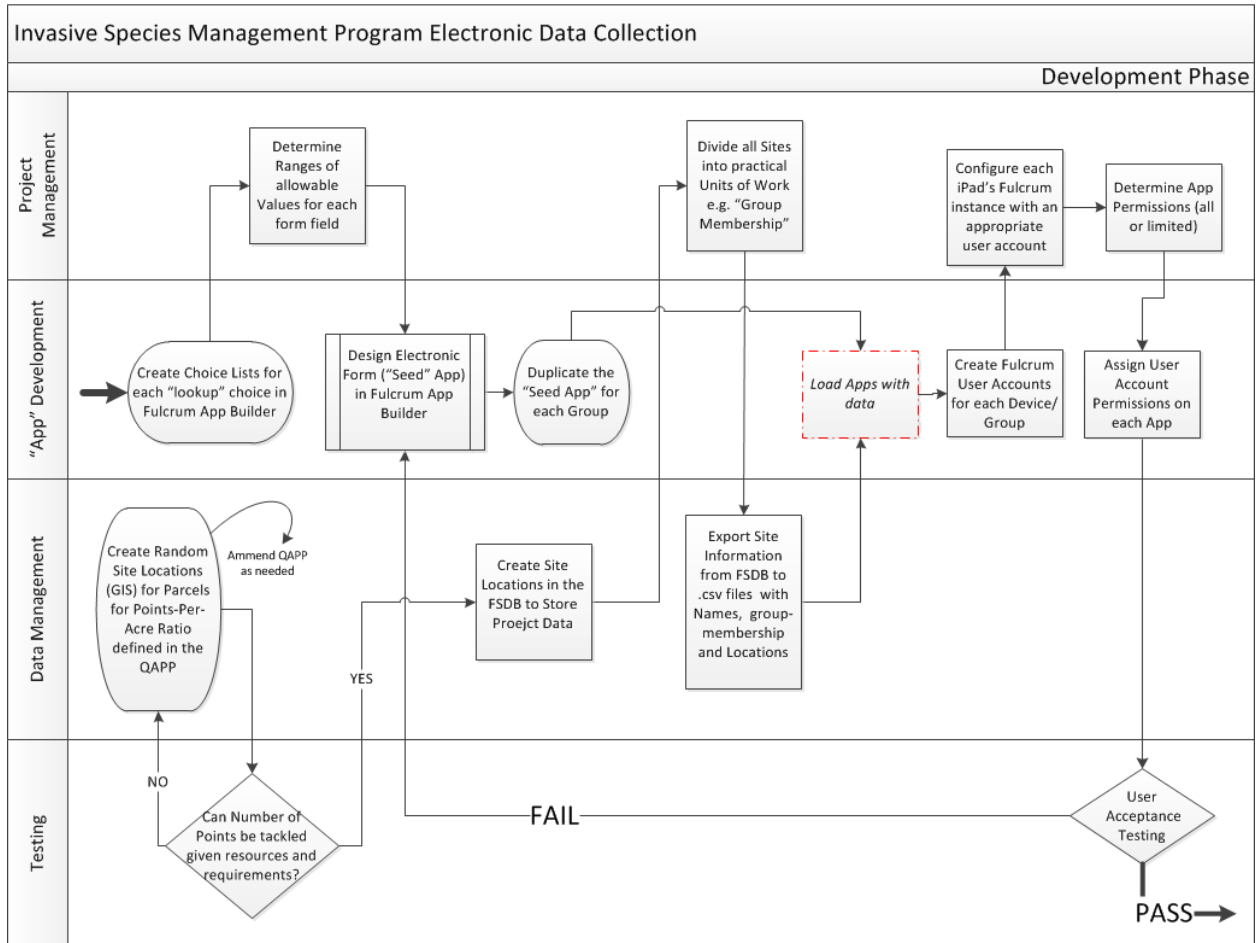 Invasive Species Management Program Electronic Data Collection
Development Phase
Project
Management
Determine
Ranges of
allowable
Values for each
form field
Divide all Sites
into practical
Units of Work
e.g. “Group
Membership”
Configure each
iPad’s Fulcrum
instance with an
appropriate
user account
Determine App
Permissions (all
or limited)
“App” Development
Create Choice Lists for
each “lookup” choice in
Fulcrum App Builder
Design Electronic
Form (“Seed” App)
in Fulcrum App
Builder
Duplicate the
“Seed App” for
each Group
Load Apps with
data
Create Fulcrum
User Accounts
for each Device/
Group
Assign User
Account
Permissions on
each App
Data Management
Create Random
Site Locations
(GIS) for Parcels
for Points-Per-
Acre Ratio
defined in the
QAPP
Ammend QAPP
as needed
Create Site
Locations in the
FSDB to Store
Proejct Data
Export Site
Information
from FSDB to
.csv files with
Names, group-
membership
and Locations
YES
Testing
NO
Can Number of
Points be tackled
given resources and
requirements?
FAIL
User
Acceptance
Testing
PASS